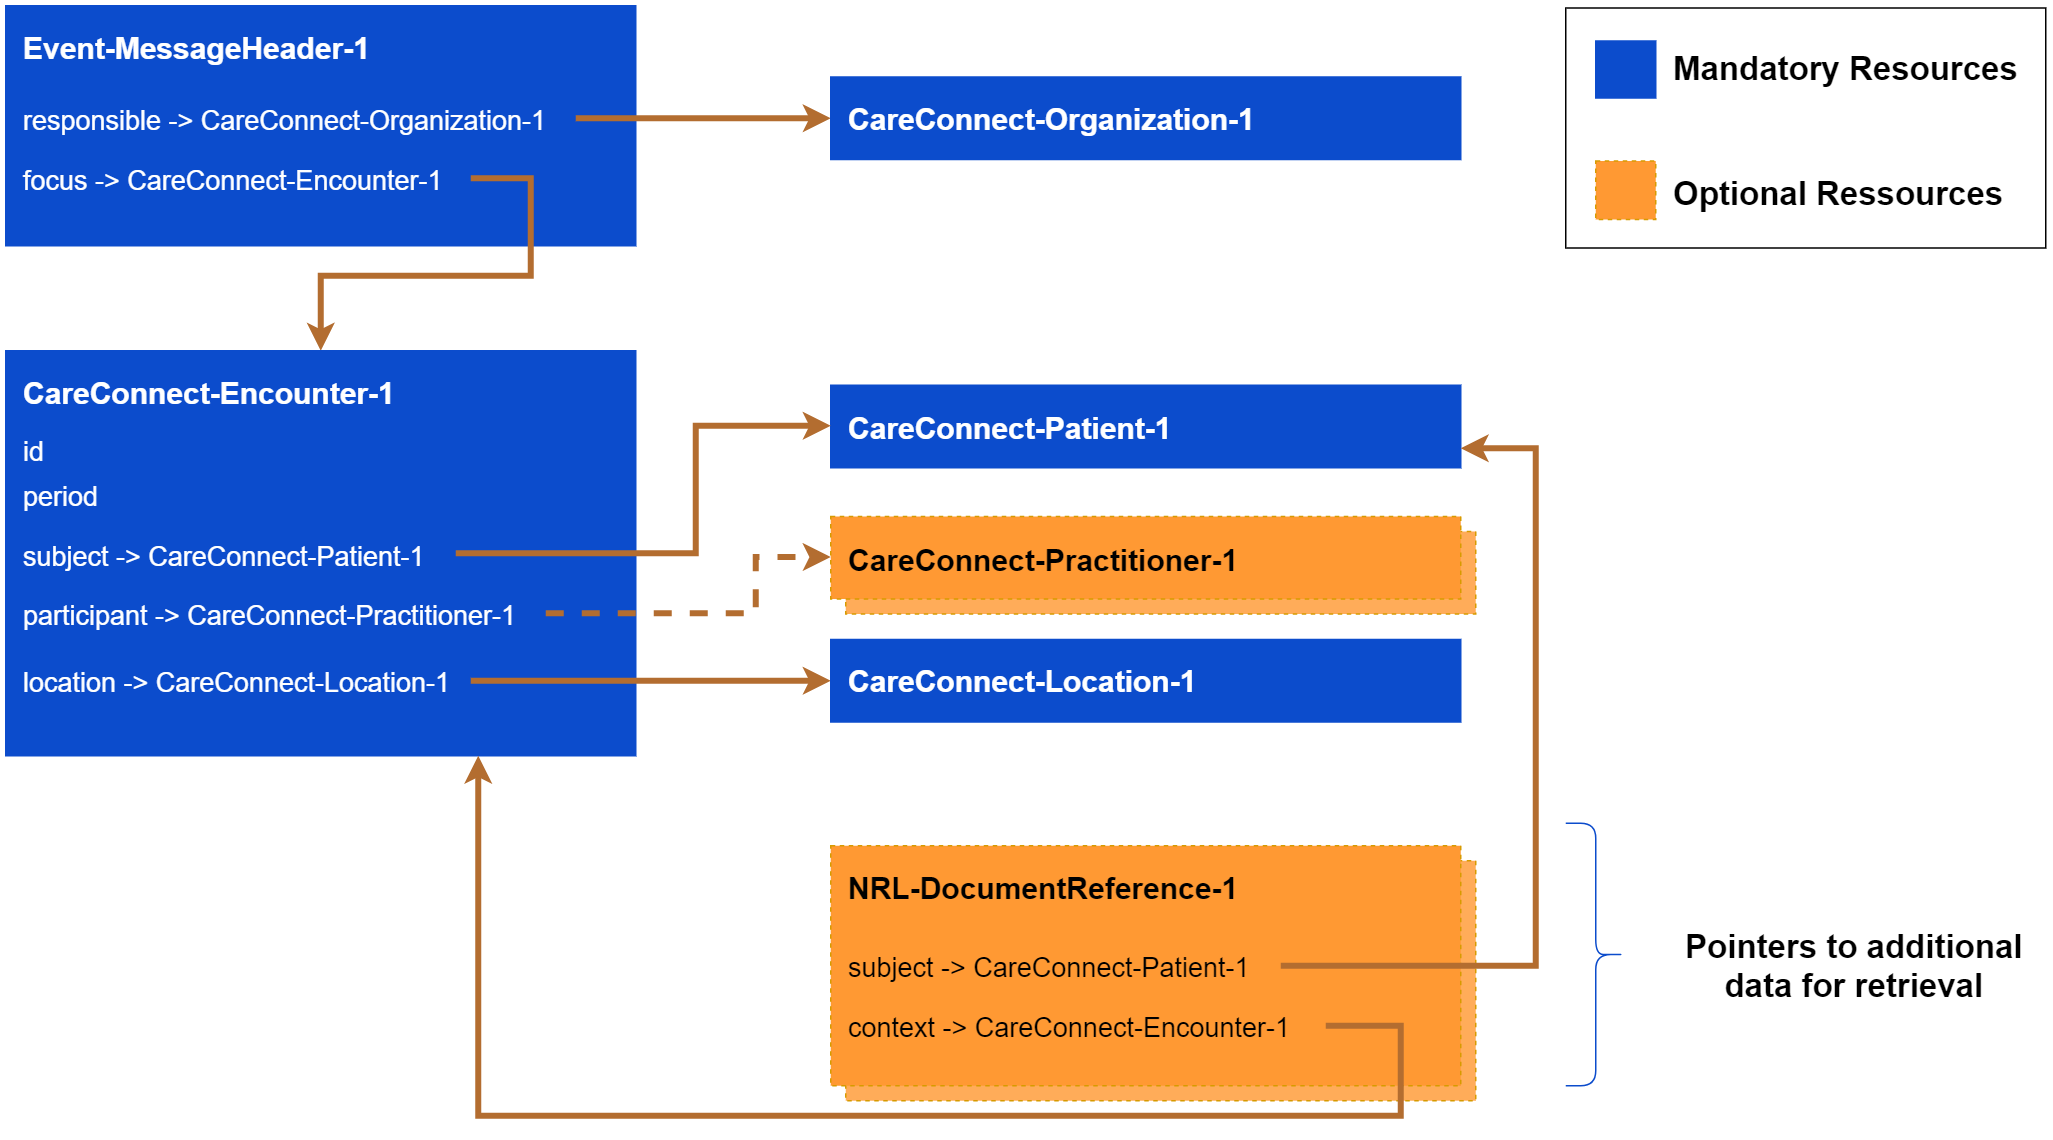 Event-MessageHeader-1
responsible -> CareConnect-Organization-1
focus -> CareConnect-Encounter-1
CareConnect-Organization-1
Mandatory Resources
Optional Ressources
CareConnect-Encounter-1
id
period
subject -> CareConnect-Patient-1
participant -> CareConnect-Practitioner-1
location -> CareConnect-Location-1
CareConnect-Patient-1
CareConnect-Practitioner-1
CareConnect-Location-1
NRL-DocumentReference-1
subject -> CareConnect-Patient-1
context -> CareConnect-Encounter-1
Pointers to additional
data for retrieval